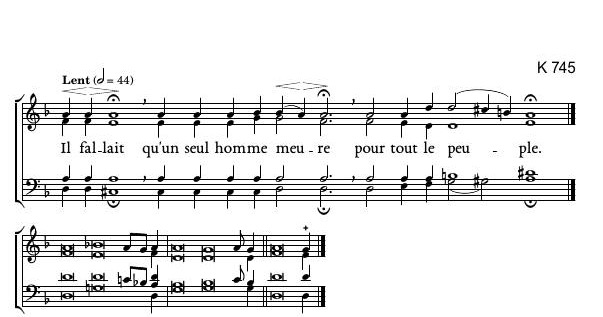 K 745
Lent (𝅗𝅥 = 44)
Il fal-lait qu'un seul homme meu-re pour tout le peu-ple.